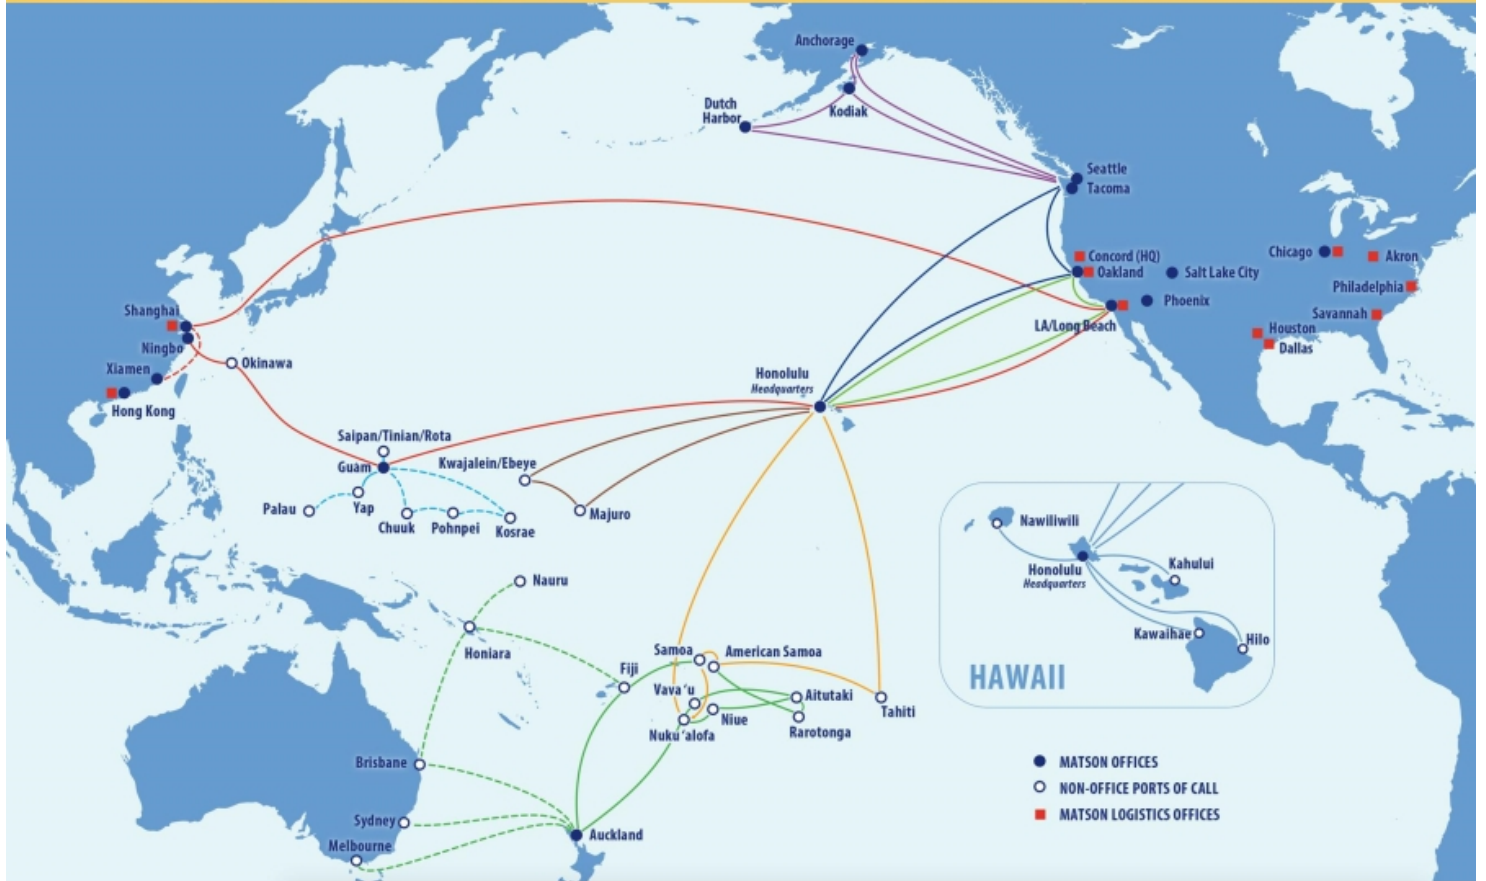 Anchorage
Dutch
Harbor
Kodiak
Seattle
Tacoma
Concord (HQ)
Oakland
Salt Lake City
Chicago
Akron
Philadelphia
Phoenix
Savannah
LA/Long Beach
Houston
Dallas
Shanghai
Ningbo
Okinawa
Xiamen
Hong Kong
Honolulu
Headquarters
Saipan/Tinian/Rota
Guam
Kwajalein/Ebeye
Palau
Yap
Chuuk
Pohnpei
Kosrae
Majuro
Nauru
Honiara
Fiji
Samoa
American Samoa
Vava'u
Aitutaki
Niue
Tahiti
Nuku'alofa
Rarotonga
Brisbane
Sydney
Melbourne
Auckland
Nawiliwili
Honolulu
Headquarters
Kahului
Kawaihae
Hilo
HAWAII
MATSON OFFICES
NON-OFFICE PORTS OF CALL
MATSON LOGISTICS OFFICES